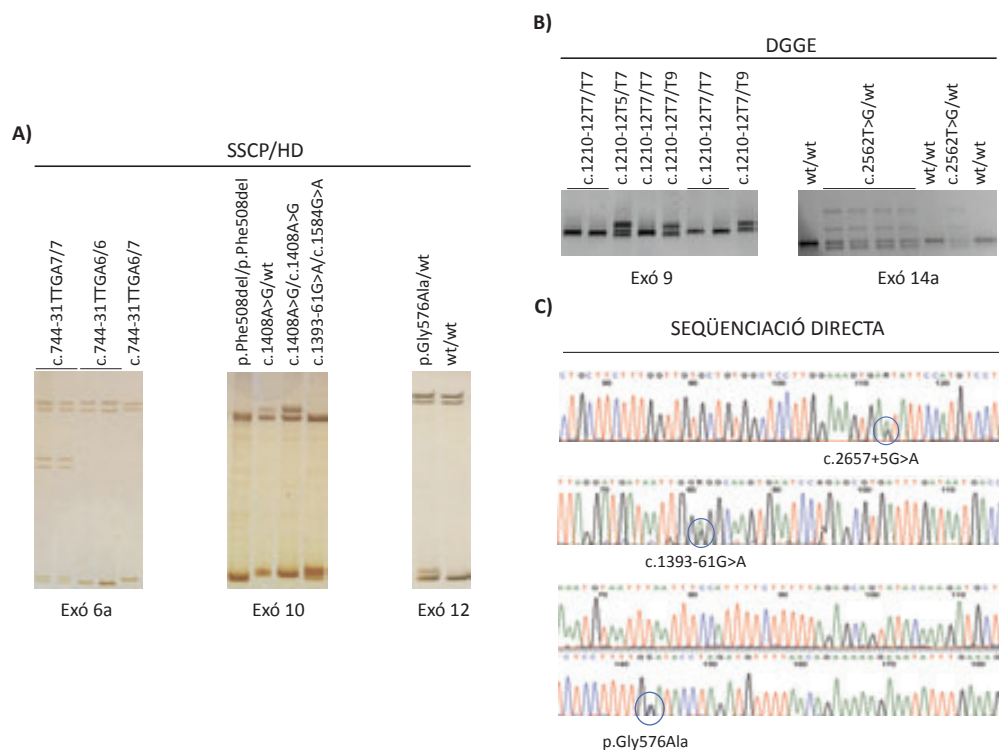 A)
SSCP/HD
c.744-31TTGA7/7
c.744-31TTGA6/6
c.744-31TTGA6/7
p.Phe508del/p.Phe508del
c.1408A>G/wt
c.1408A>G/c.1408A>G
c.1393-61G>A/c.1584G>A
p.Gly576Ala/wt
wt/wt
Exó 6a
Exó 10
Exó 12
B)
DGGE
c.1210-12T7/T7
c.1210-12T5/T7
c.1210-12T7/T7
c.1210-12T7/T9
c.1210-12T7/T7
c.1210-12T7/T9
wt/wt
c.2562T>G/wt
wt/wt
c.2562T>G/wt
wt/wt
Exó 9
Exó 14a
C)
SEQÜENCIACIÓ DIRECTA
c.2657+5G>A
c.1393-61G>A
p.Gly576Ala